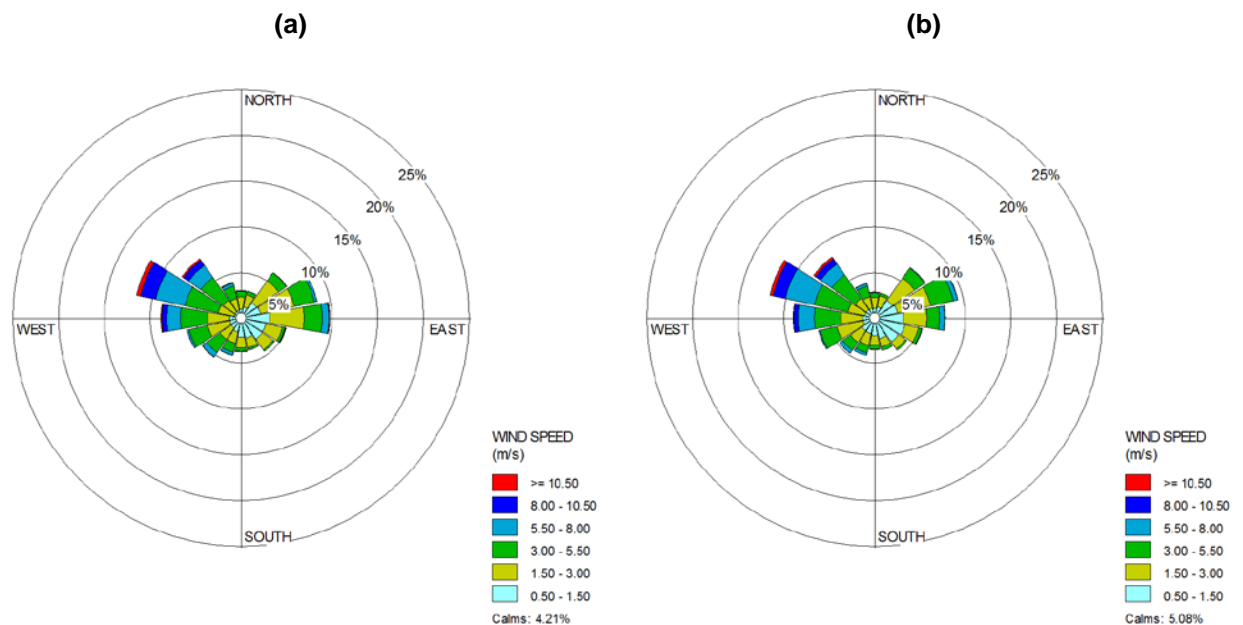 (a)
NORTH
25%
20%
15%
10%
5%
WEST
EAST
SOUTH
WIND SPEED
(m/s)
>= 10.50
8.00 - 10.50
5.50 - 8.00
3.00 - 5.50
1.50 - 3.00
0.50 - 1.50
Calms: 4.21%
(b)
NORTH
25%
20%
15%
10%
5%
WEST
EAST
SOUTH
WIND SPEED
(m/s)
>= 10.50
8.00 - 10.50
5.50 - 8.00
3.00 - 5.50
1.50 - 3.00
0.50 - 1.50
Calms: 5.08%